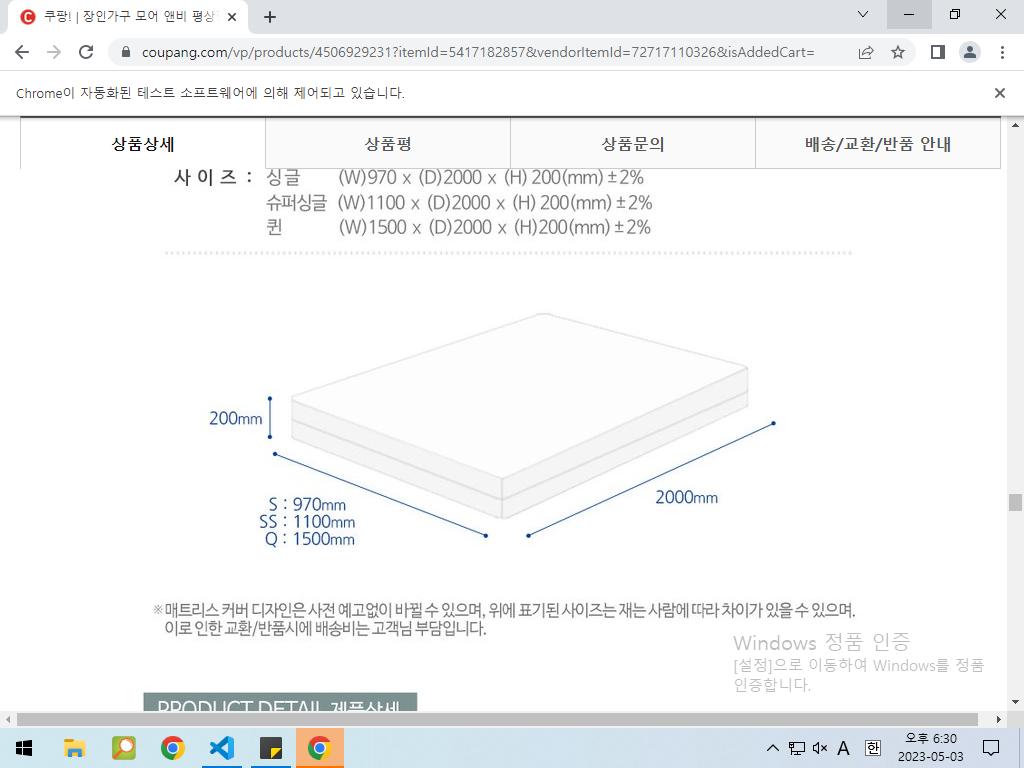 쿠팡! | 장인가구 모어 앤비 평상
coupang.com/vp/products/4506929231?itemId=5417182857&vendorItemId=72717110326&isAddedCart=
Chrome이 자동화된 테스트 소프트웨어에 의해 제어되고 있습니다.
상품상세 상품평 상품문의 배송/교환/반품 안내
사 이 즈 : 싱글 (W)970 x (D)2000 x (H) 200(mm) ±2%
슈퍼싱글 (W)1100 x (D)2000 x (H) 200(mm) ±2%
퀸 (W)1500 x (D)2000 x (H)200(mm) ±2%
200mm
2000mm
S : 970mm
SS : 1100mm
Q : 1500mm
※ 매트리스 커버 디자인은 사전 예고없이 바뀔 수 있으며, 위에 표기된 사이즈는 재는 사람에 따라 차이가 있을 수 있으며.
이로 인한 교환/반품시에 배송비는 고객님 부담입니다.
Windows 정품 인증
[설정]으로 이동하여 Windows를 정품
인증합니다.
PRODUCT DETAIL 제품상세
A 한 오후 6:30
2023-05-03